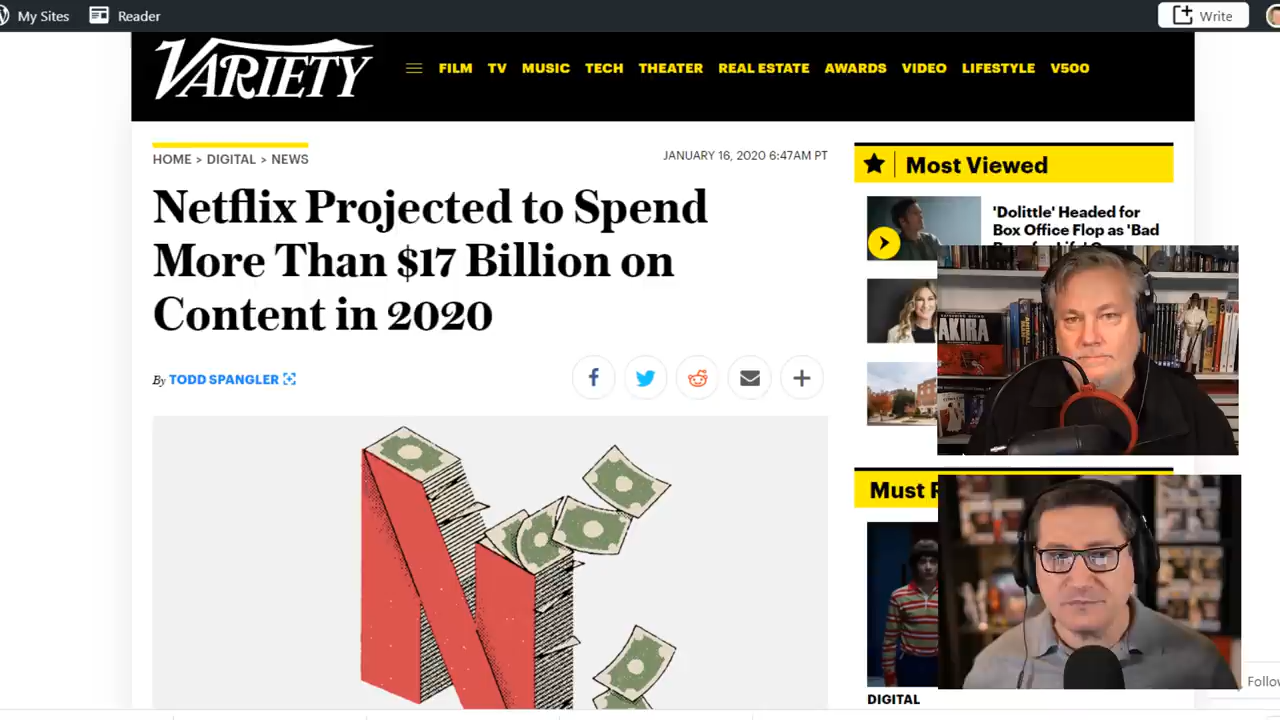 My Sites
Reader
Write
VARIETY
FILM TV MUSIC TECH THEATER REAL ESTATE AWARDS VIDEO LIFESTYLE V500
HOME > DIGITAL > NEWS
JANUARY 16, 2020 6:47AM PT
Netflix Projected to Spend
More Than $17 Billion on
Content in 2020
By TODD SPANGLER
Most Viewed
'Dolittle' Headed for
Box Office Flop as 'Bad
AKIRA
Must
DIGITAL